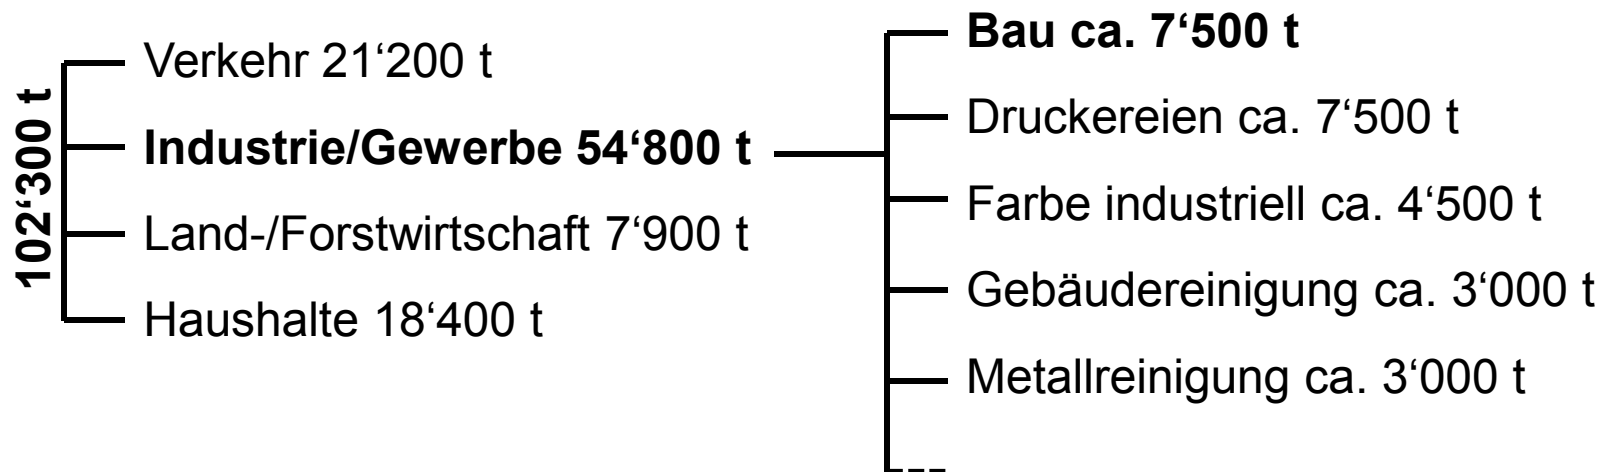 102‘300 t
Verkehr 21‘200 t
Industrie/Gewerbe 54‘800 t
Land-/Forstwirtschaft 7‘900 t
Haushalte 18‘400 t
Bau ca. 7‘500 t
Druckereien ca. 7‘500 t
Farbe industriell ca. 4‘500 t
Gebäudereinigung ca. 3‘000 t
Metallreinigung ca. 3‘000 t